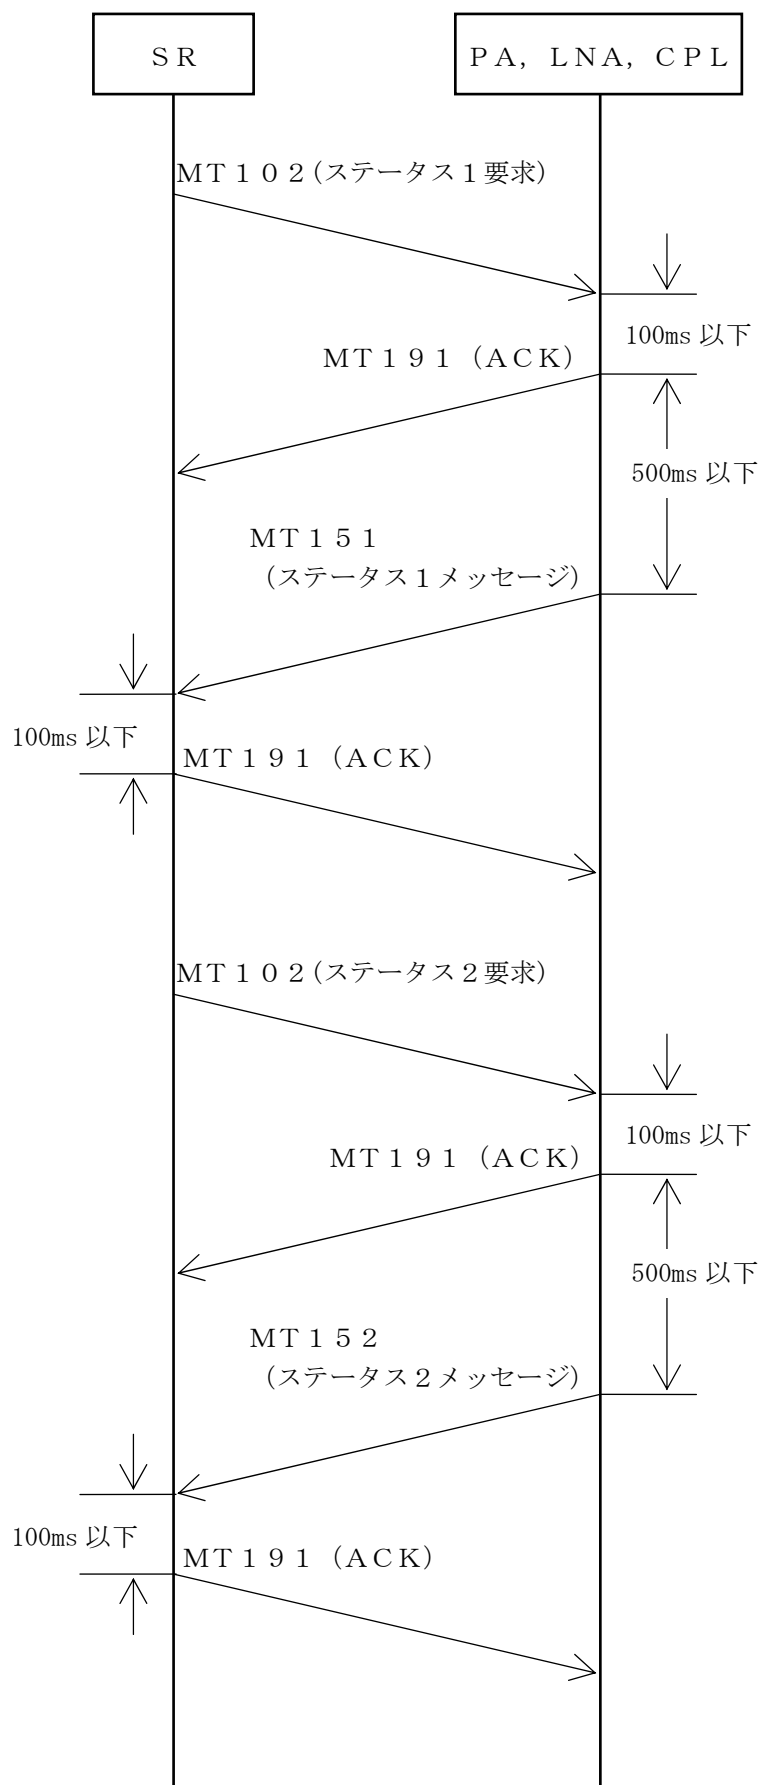 ＳＲ
ＰＡ，ＬＮＡ，ＣＰＬ
ＭＴ１０２(ステータス１要求)
100ms 以下
ＭＴ１９１（ＡＣＫ）
500ms 以下
ＭＴ１５１
（ステータス１メッセージ）
100ms 以下
ＭＴ１９１（ＡＣＫ）
ＭＴ１０２(ステータス２要求)
100ms 以下
ＭＴ１９１（ＡＣＫ）
500ms 以下
ＭＴ１５２
（ステータス２メッセージ）
100ms 以下
ＭＴ１９１（ＡＣＫ）